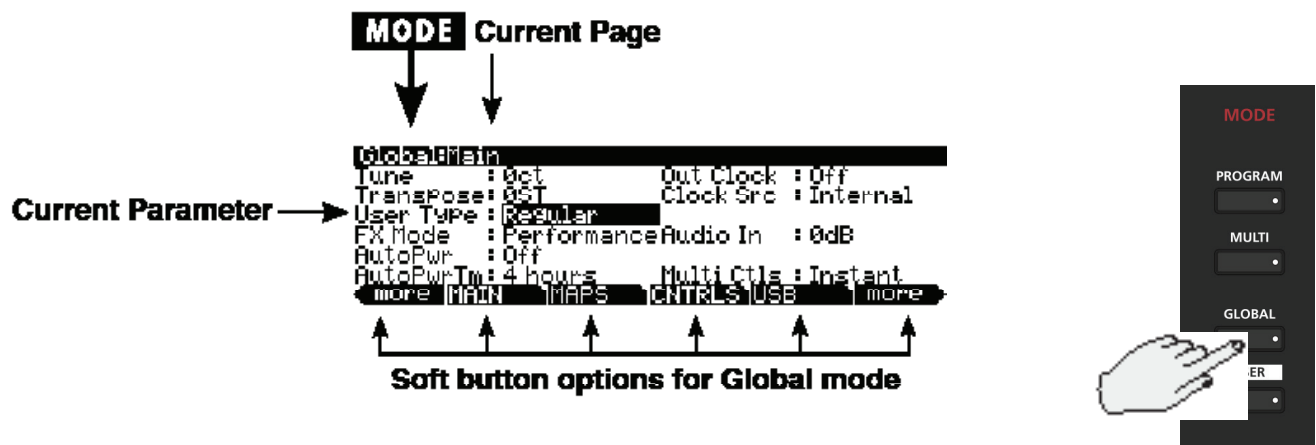 MODE Current Page
Global:Main
Tune :0ct Out Clock :Off
Transpose:0ST Clock Src :Internal
Current Parameter
User Type :Regular
FX Mode :Performance Audio In :0dB
AutoPwr :Off
AutoPwrTm:4 hours Multi Ctls :Instant
more MAIN MAPS CNTRLS USB more
Soft button options for Global mode
MODE
PROGRAM
MULTI
GLOBAL